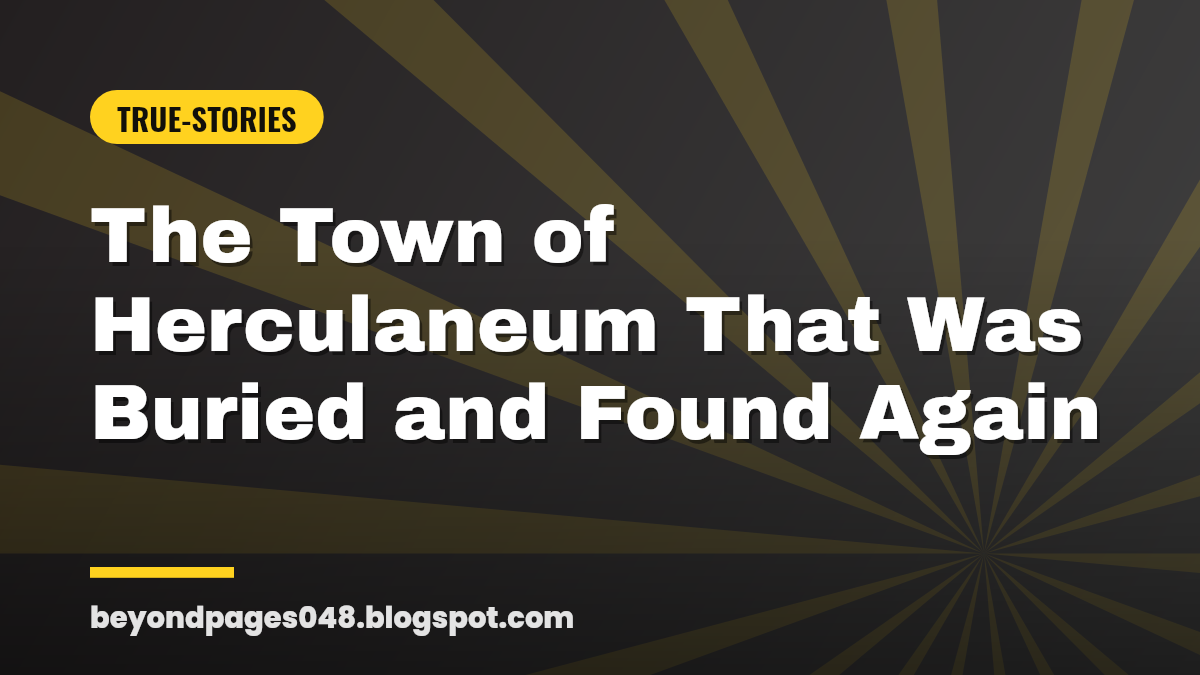 TRUE-STORIES
The Town of
Herculaneum That Was
Buried and Found Again
beyondpages048.blogspot.com